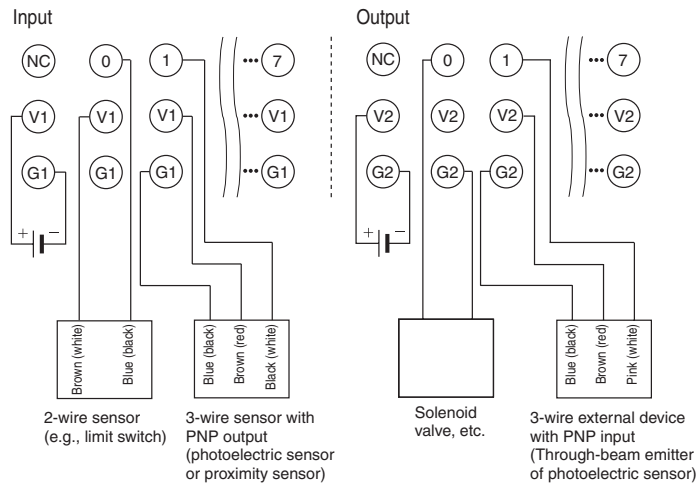 Input
NC 0 1 ••• 7
V1 V1 V1 ••• V1
G1 G1 G1 ••• G1
+ −
Brown (white)
Blue (black)
Blue (black)
Brown (red)
Black (white)
2-wire sensor
(e.g., limit switch)
3-wire sensor with
PNP output
(photoelectric sensor
or proximity sensor)
Output
NC 0 1 ••• 7
V2 V2 V2 ••• V2
G2 G2 G2 ••• G2
+ −
Blue (black)
Brown (red)
Pink (white)
Solenoid
valve, etc.
3-wire external device
with PNP input
(Through-beam emitter
of photoelectric sensor)